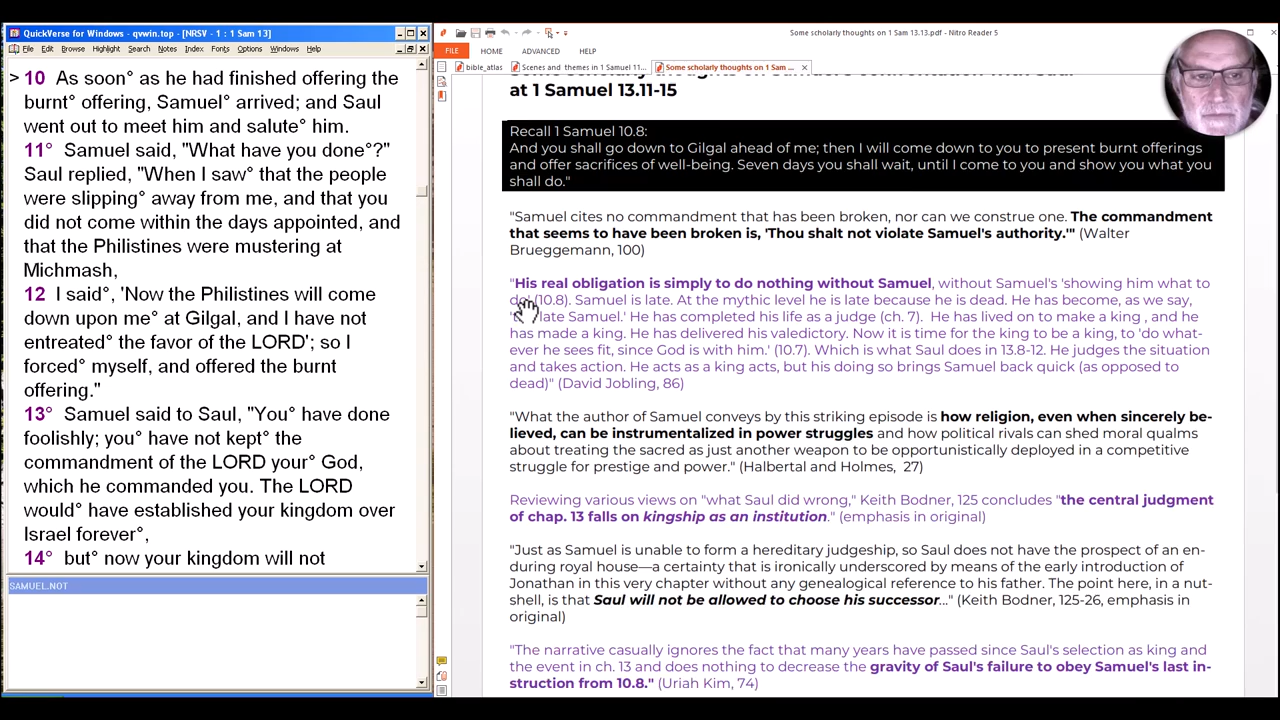 QuickVerse for Windows - qvwin.top - [NRSV - 1 : 1 Sam 13]
File Edit Browse Highlight Search Notes Index Fonts Options Windows Help
> 10 As soon° as he had finished offering the
burnt° offering, Samuel° arrived; and Saul
went out to meet him and salute° him.
11° Samuel said, "What have you done°?"
Saul replied, "When I saw° that the people
were slipping° away from me, and that you
did not come within the days appointed, and
that the Philistines were mustering at
Michmash,
12 I said°, 'Now the Philistines will come
down upon me° at Gilgal, and I have not
entreated° the favor of the LORD'; so I
forced° myself, and offered the burnt
offering."
13° Samuel said to Saul, "You° have done
foolishly; you° have not kept° the
commandment of the LORD your° God,
which he commanded you. The LORD
would° have established your kingdom over
Israel forever°,
14° but° now your kingdom will not
SAMUEL.NOT
Some scholarly thoughts on 1 Sam 13.13.pdf - Nitro Reader 5
FILE HOME ADVANCED HELP
bible_atlas Scenes and themes in 1 Samuel 11... Some scholarly thoughts on 1 Sam ...
at 1 Samuel 13.11-15
Recall 1 Samuel 10.8:
And you shall go down to Gilgal ahead of me; then I will come down to you to present burnt offerings
and offer sacrifices of well-being. Seven days you shall wait, until I come to you and show you what you
shall do."
"Samuel cites no commandment that has been broken, nor can we construe one. The commandment
that seems to have been broken is, 'Thou shalt not violate Samuel's authority.'" (Walter
Brueggemann, 100)
"His real obligation is simply to do nothing without Samuel, without Samuel's 'showing him what to
(10.8). Samuel is late. At the mythic level he is late because he is dead. He has become, as we say,
late Samuel.' He has completed his life as a judge (ch. 7). He has lived on to make a king , and he
has made a king. He has delivered his valedictory. Now it is time for the king to be a king, to 'do what-
ever he sees fit, since God is with him.' (10.7). Which is what Saul does in 13.8-12. He judges the situation
and takes action. He acts as a king acts, but his doing so brings Samuel back quick (as opposed to
dead)" (David Jobling, 86)
"What the author of Samuel conveys by this striking episode is how religion, even when sincerely be-
lieved, can be instrumentalized in power struggles and how political rivals can shed moral qualms
about treating the sacred as just another weapon to be opportunistically deployed in a competitive
struggle for prestige and power." (Halbertal and Holmes, 27)
Reviewing various views on "what Saul did wrong," Keith Bodner, 125 concludes "the central judgment
of chap. 13 falls on kingship as an institution." (emphasis in original)
"Just as Samuel is unable to form a hereditary judgeship, so Saul does not have the prospect of an en-
during royal house—a certainty that is ironically underscored by means of the early introduction of
Jonathan in this very chapter without any genealogical reference to his father. The point here, in a nut-
shell, is that Saul will not be allowed to choose his successor..." (Keith Bodner, 125-26, emphasis in
original)
"The narrative casually ignores the fact that many years have passed since Saul's selection as king and
the event in ch. 13 and does nothing to decrease the gravity of Saul's failure to obey Samuel's last in-
struction from 10.8." (Uriah Kim, 74)